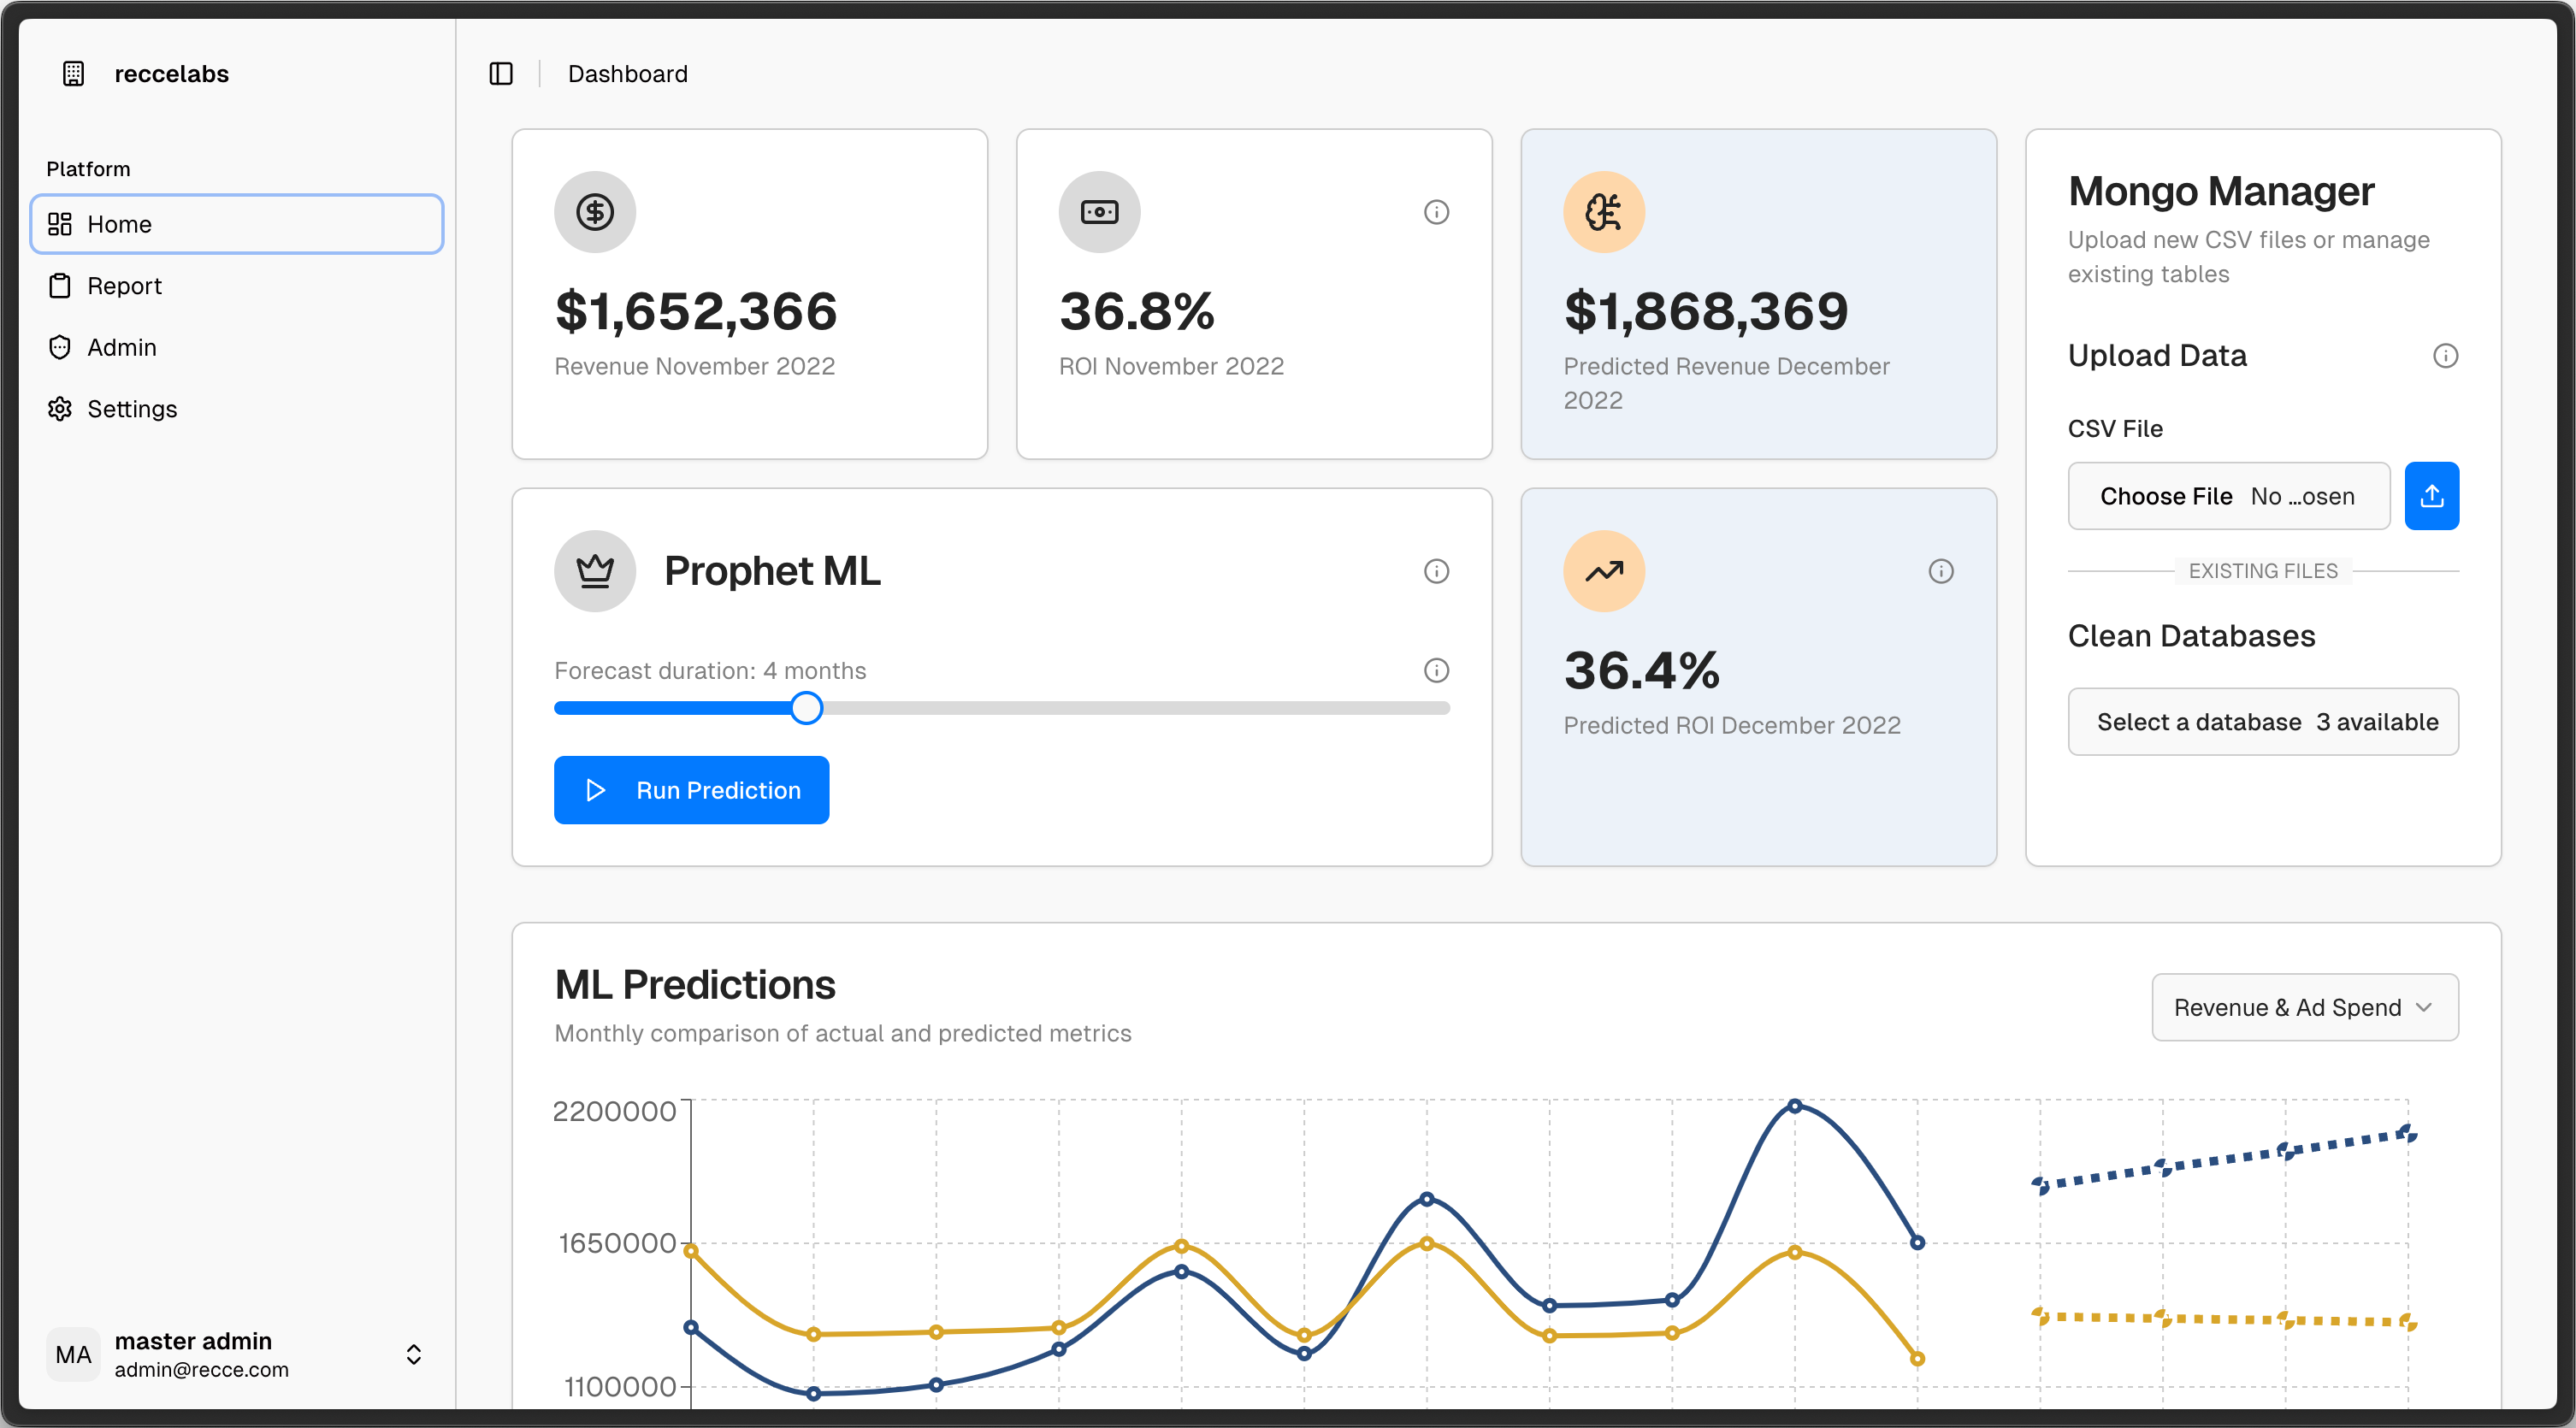 reccelabs
Platform
Home
Report
Admin
Settings
MA
master admin
admin@recce.com
Dashboard
$1,652,366
Revenue November 2022
36.8%
ROI November 2022
$1,868,369
Predicted Revenue December
2022
Mongo Manager
Upload new CSV files or manage
existing tables
Upload Data
CSV File
Choose File No ...osen
EXISTING FILES
Clean Databases
Select a database 3 available
Prophet ML
Forecast duration: 4 months
Run Prediction
36.4%
Predicted ROI December 2022
ML Predictions
Monthly comparison of actual and predicted metrics
Revenue & Ad Spend
2200000
1650000
1100000